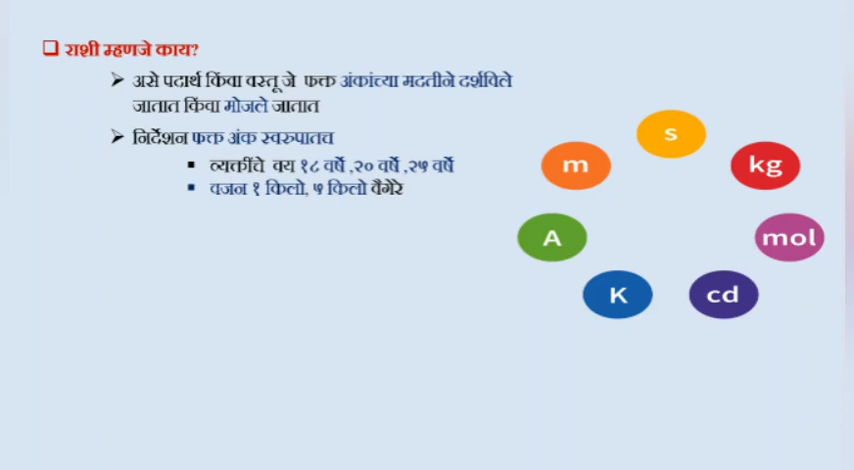 राशी म्हणजे काय?
असे पदार्थ किंवा वस्तू जे फक्त अंकांच्या मदतीने दर्शविले
जातात किंवा मोजले जातात
निर्देशन फक्त अंक स्वरुपातच
व्यक्तींचे वय १८ वर्षे ,२० वर्षे ,२५ वर्षे
वजन १ किलो, ५ किलो वैगेरे
s
m
kg
A
mol
K
cd